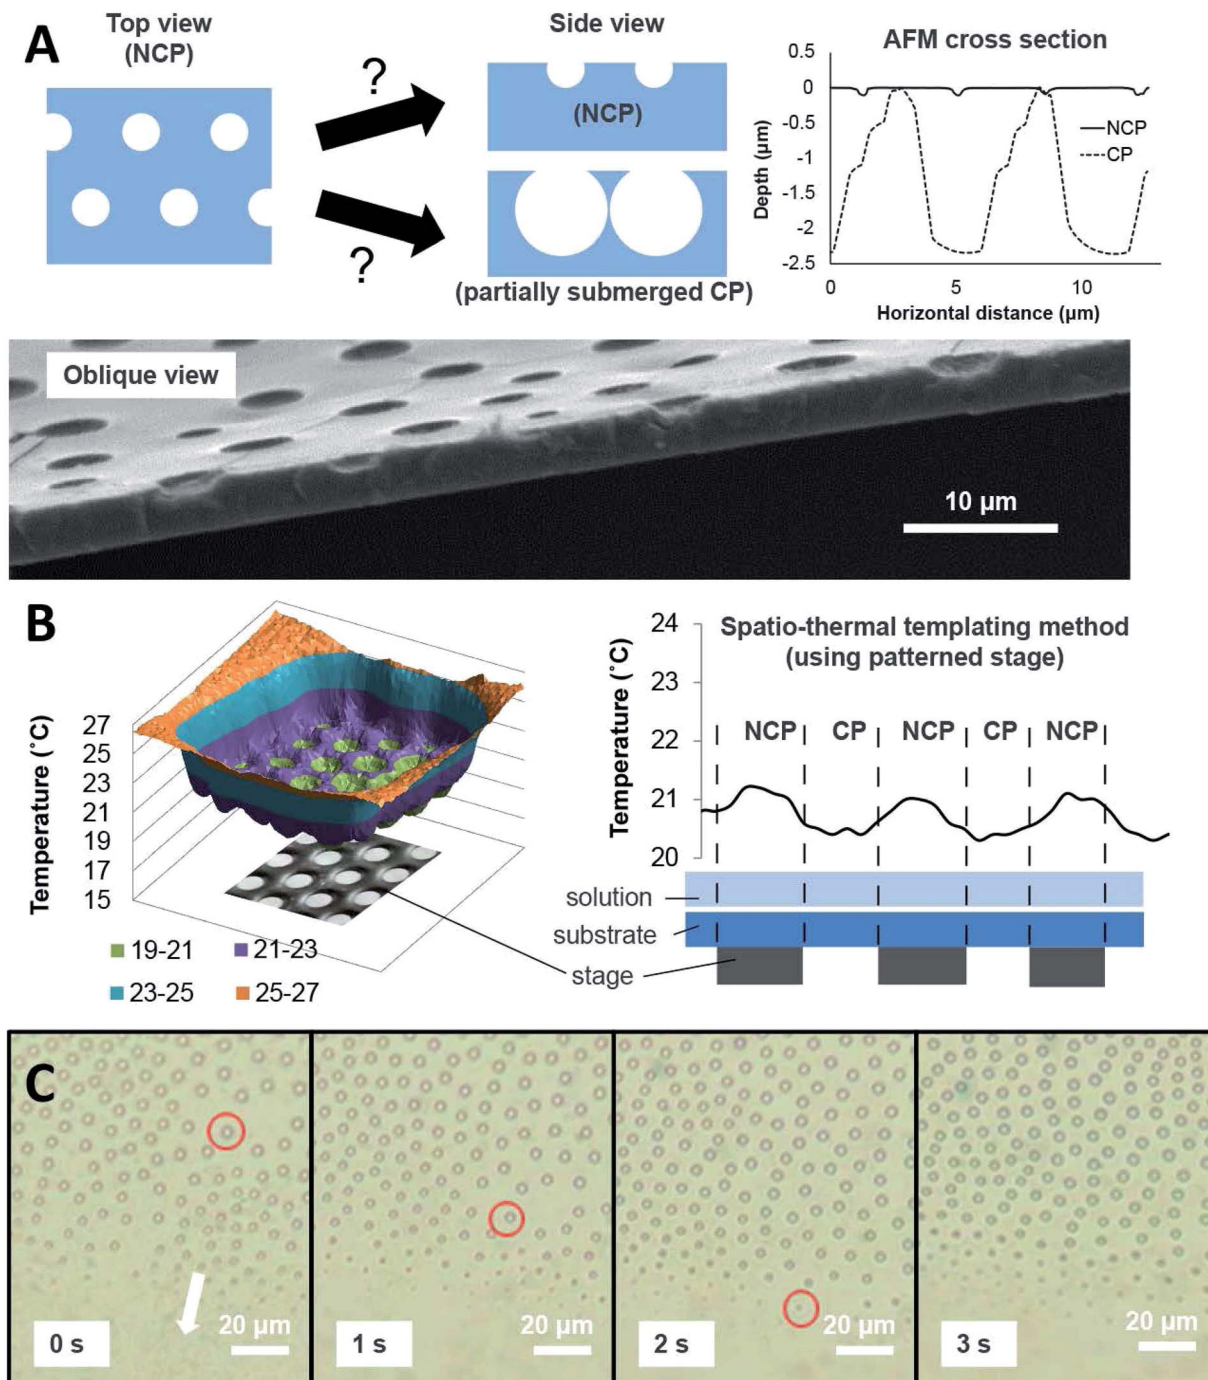 A
Top view
(NCP)
?
?
Side view
(NCP)
(partially submerged CP)
AFM cross section
0.5
0
-0.5
-1
-1.5
-2
-2.5
Depth (µm)
NCP
CP
0
5
10
Horizontal distance (µm)
Oblique view
10 µm
B
Temperature (˚C)
27
25
23
21
19
17
15
19-21
21-23
23-25
25-27
Spatio-thermal templating method
(using patterned stage)
Temperature (˚C)
24
23
22
21
20
NCP
CP
NCP
CP
NCP
solution
substrate
stage
C
0 s
20 µm
1 s
20 µm
2 s
20 µm
3 s
20 µm